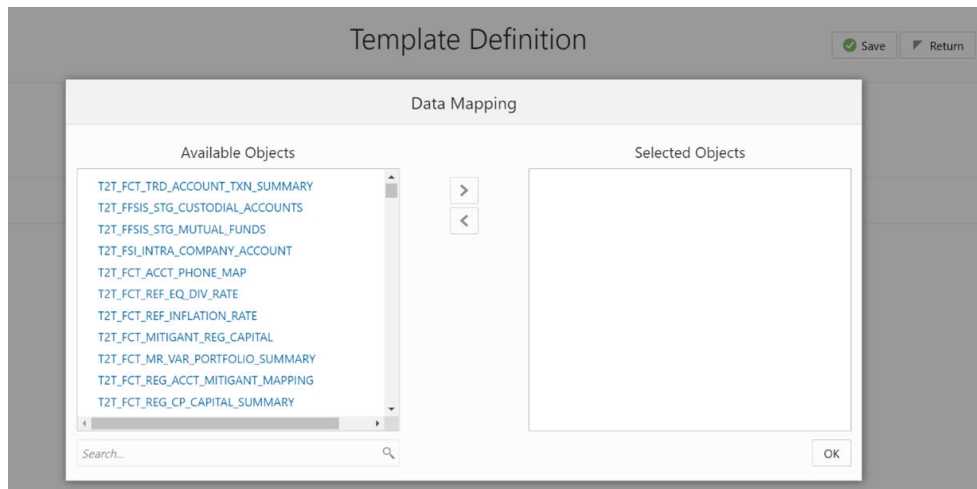 Template Definition
Save
Return
Data Mapping
Available Objects
Selected Objects
T2T_FCT_TRD_ACCOUNT_TXN_SUMMARY
T2T_FFSIS_STG_CUSTODIAL_ACCOUNTS
T2T_FFSIS_STG_MUTUAL_FUNDS
T2T_FSI_INTRA_COMPANY_ACCOUNT
T2T_FCT_ACCT_PHONE_MAP
T2T_FCT_REF_EQ_DIV_RATE
T2T_FCT_REF_INFLATION_RATE
T2T_FCT_MITIGANT_REG_CAPITAL
T2T_FCT_MR_VAR_PORTFOLIO_SUMMARY
T2T_FCT_REG_ACCT_MITIGANT_MAPPING
T2T_FCT_REG_CP_CAPITAL_SUMMARY
Search...
OK